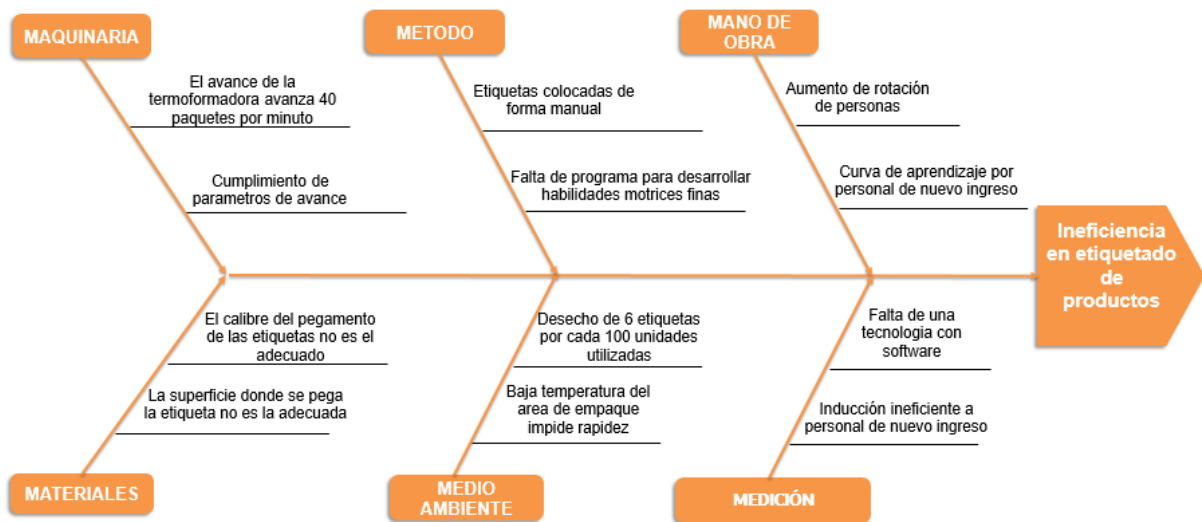 MAQUINARIA
METODO
MANO DE
OBRA
El avance de la
termoformadora avanza 40
paquetes por minuto
Cumplimiento de
parametros de avance
Etiquetas colocadas de
forma manual
Falta de programa para desarrollar
habilidades motrices finas
Aumento de rotación
de personas
Curva de aprendizaje por
personal de nuevo ingreso
Ineficiencia
en etiquetado
de
productos
El calibre del pegamento
de las etiquetas no es el
adecuado
La superficie donde se pega
la etiqueta no es la adecuada
Desecho de 6 etiquetas
por cada 100 unidades
utilizadas
Baja temperatura del
area de empaque
impide rapidez
Falta de una
tecnologia con
software
Inducción ineficiente a
personal de nuevo ingreso
MATERIALES
MEDIO
AMBIENTE
MEDICIÓN